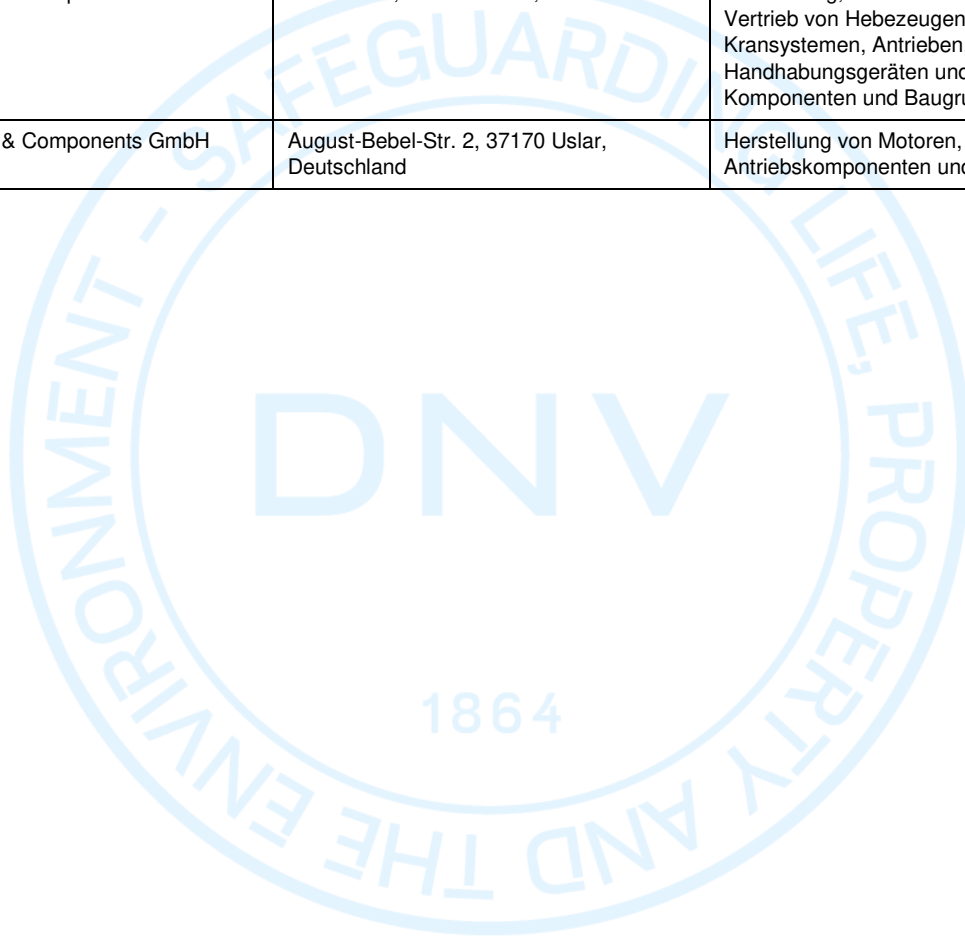 Vertrieb von Hebezeugen
Kransystemen, Antrieben
Handhabungsgeräten und
Komponenten und Baugru
& Components GmbH
August-Bebel-Str. 2, 37170 Uslar,
Deutschland
Herstellung von Motoren,
Antriebskomponenten und
SAFEGUARDING LIFE, PROPERTY AND THE ENVIRONMENT -
DNV
1864